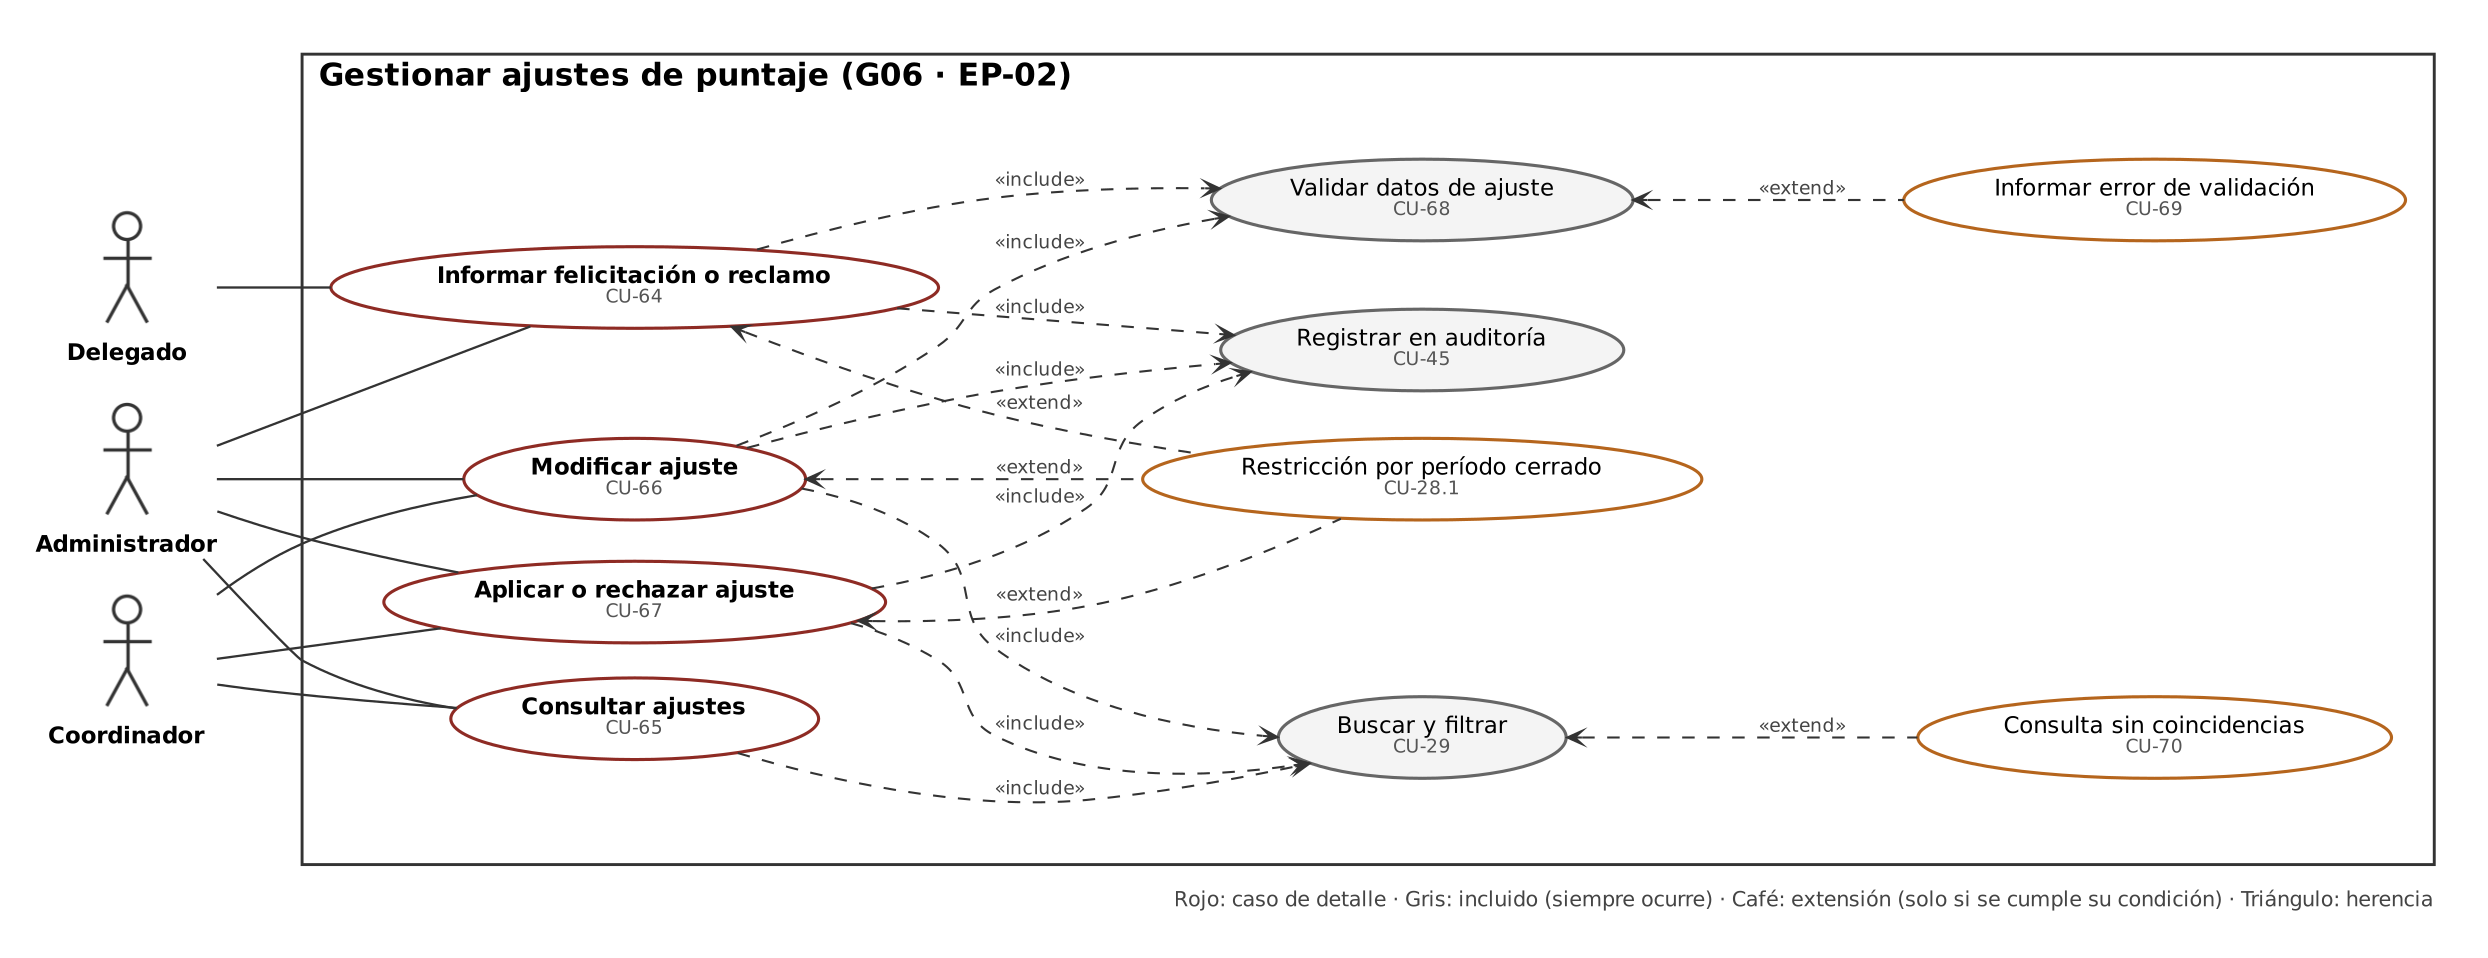 Gestionar ajustes de puntaje (G06 · EP-02)
Delegado
Administrador
Coordinador
Informar felicitación o reclamo
CU-64
Modificar ajuste
CU-66
Aplicar o rechazar ajuste
CU-67
Consultar ajustes
CU-65
«include»
«include»
«include»
«include»
«extend»
«extend»
«include»
«extend»
«include»
«include»
«include»
Validar datos de ajuste
CU-68
Registrar en auditoría
CU-45
Restricción por período cerrado
CU-28.1
Buscar y filtrar
CU-29
«extend»
«extend»
Informar error de validación
CU-69
Consulta sin coincidencias
CU-70
Rojo: caso de detalle · Gris: incluido (siempre ocurre) · Café: extensión (solo si se cumple su condición) · Triángulo: herencia